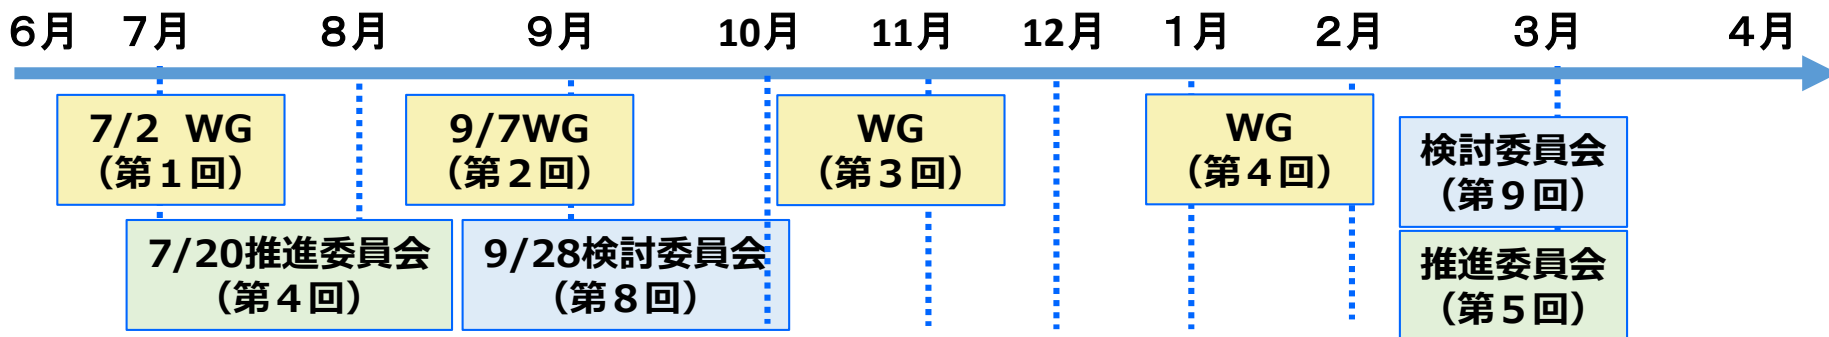 ６月 ７月 ８月 ９月 10月 11月 12月 １月 ２月 ３月 ４月
7/2 WG
（第１回）
9/7WG
（第２回）
WG
（第３回）
WG
（第４回）
検討委員会
（第９回）
7/20推進委員会
（第４回）
9/28検討委員会
（第８回）
推進委員会
（第５回）